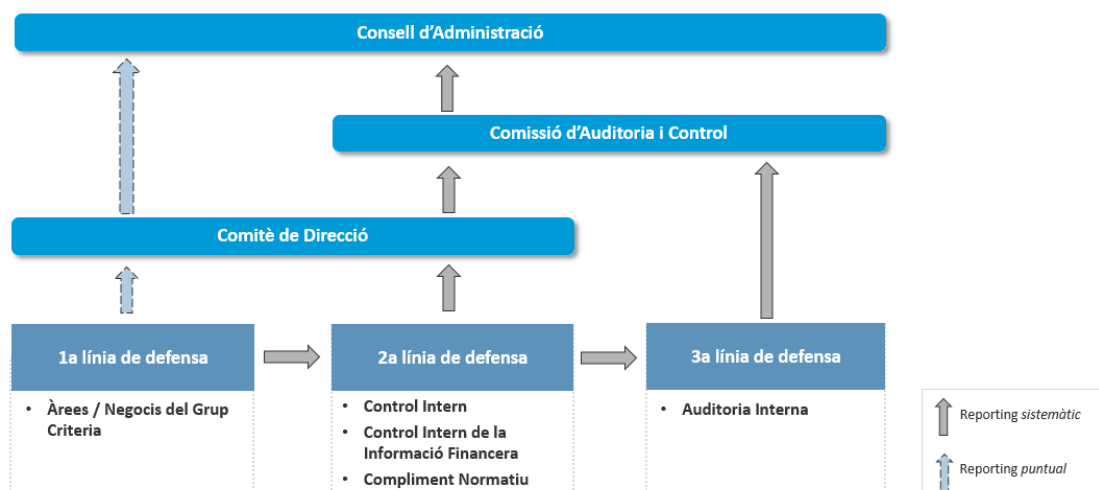 Consell d'Administració
Comissió d'Auditoria i Control
Comitè de Direcció
1a línia de defensa
2a línia de defensa
3a línia de defensa
• Àrees / Negocis del Grup
Criteria
• Control Intern
• Control Intern de la
Informació Financera
• Compliment Normatiu
• Auditoria Interna
Reporting sistemàtic
Reporting puntual